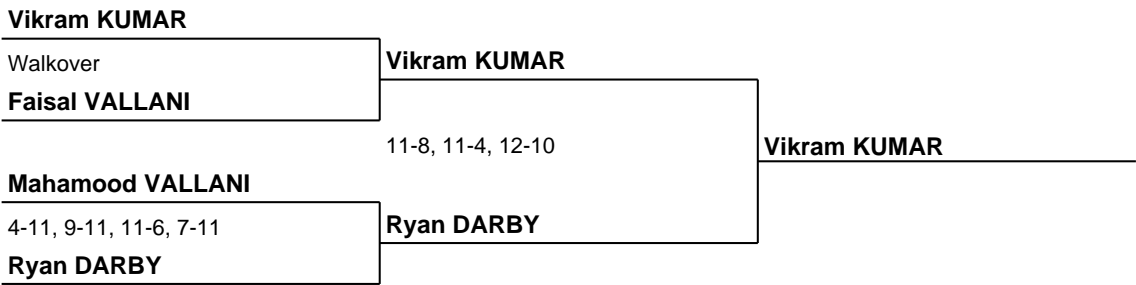 Vikram KUMAR
Walkover
Vikram KUMAR
Faisal VALLANI
11-8, 11-4, 12-10
Vikram KUMAR
Mahamood VALLANI
4-11, 9-11, 11-6, 7-11
Ryan DARBY
Ryan DARBY